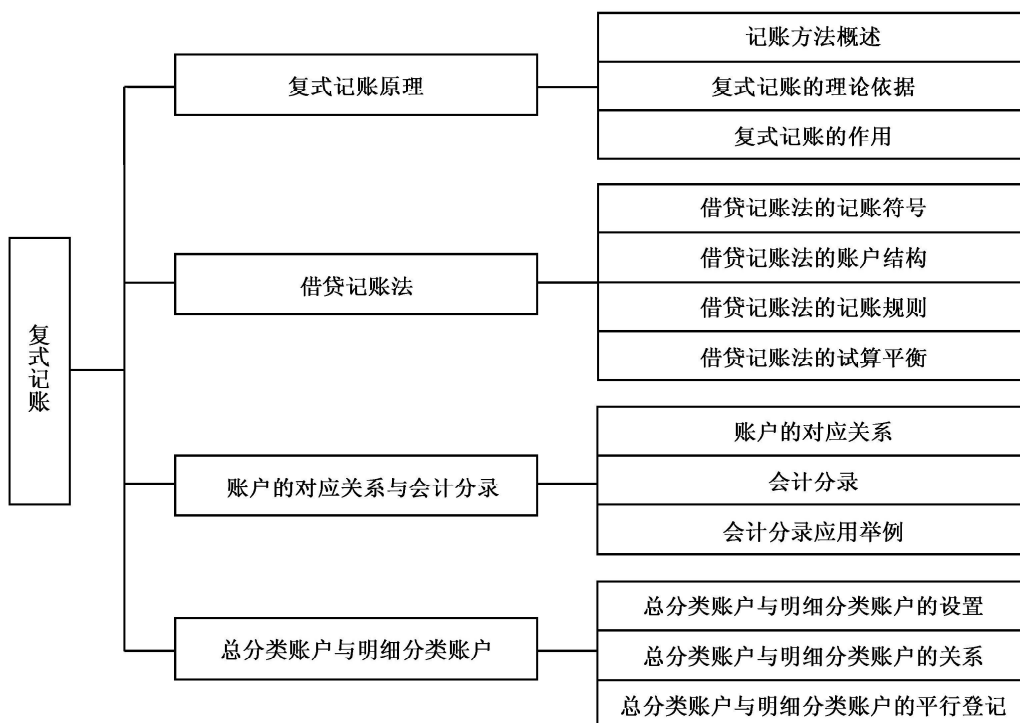 复式记账
复式记账原理
记账方法概述
复式记账的理论依据
复式记账的作用
借贷记账法
借贷记账法的记账符号
借贷记账法的账户结构
借贷记账法的记账规则
借贷记账法的试算平衡
账户的对应关系与会计分录
账户的对应关系
会计分录
会计分录应用举例
总分类账户与明细分类账户
总分类账户与明细分类账户的设置
总分类账户与明细分类账户的关系
总分类账户与明细分类账户的平行登记